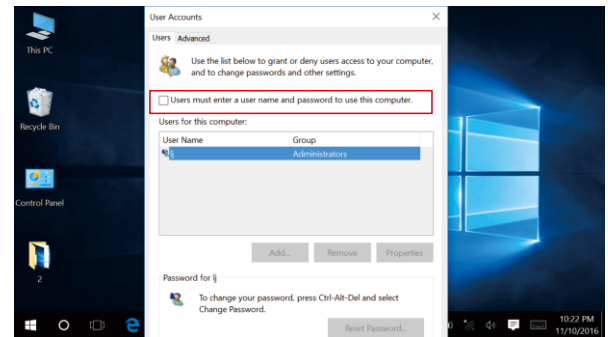 User Accounts
Users Advanced
Use the list below to grant or deny users access to your computer,
and to change passwords and other settings.
Users must enter a user name and password to use this computer.
Users for this computer:
User Name Group
lj Administrators
Add... Remove Properties
Password for lj
To change your password, press Ctrl-Alt-Del and select
Change Password.
Reset Password...
This PC
Recycle Bin
Control Panel
2
10:22 PM
11/10/2016